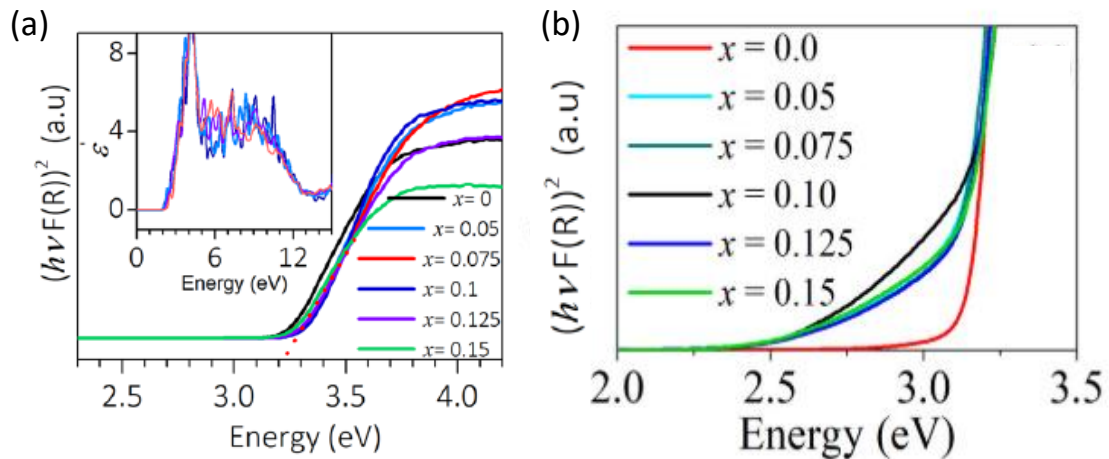 (a)
(hν F(R))² (a.u)
8
4
0
ε'
0 6 12
Energy (eV)
x= 0
x= 0.05
x= 0.075
x= 0.1
x= 0.125
x= 0.15
2.5 3.0 3.5 4.0
Energy (eV)
(b)
(hν F(R))² (a.u)
x = 0.0
x = 0.05
x = 0.075
x = 0.10
x = 0.125
x = 0.15
2.0 2.5 3.0 3.5
Energy (eV)